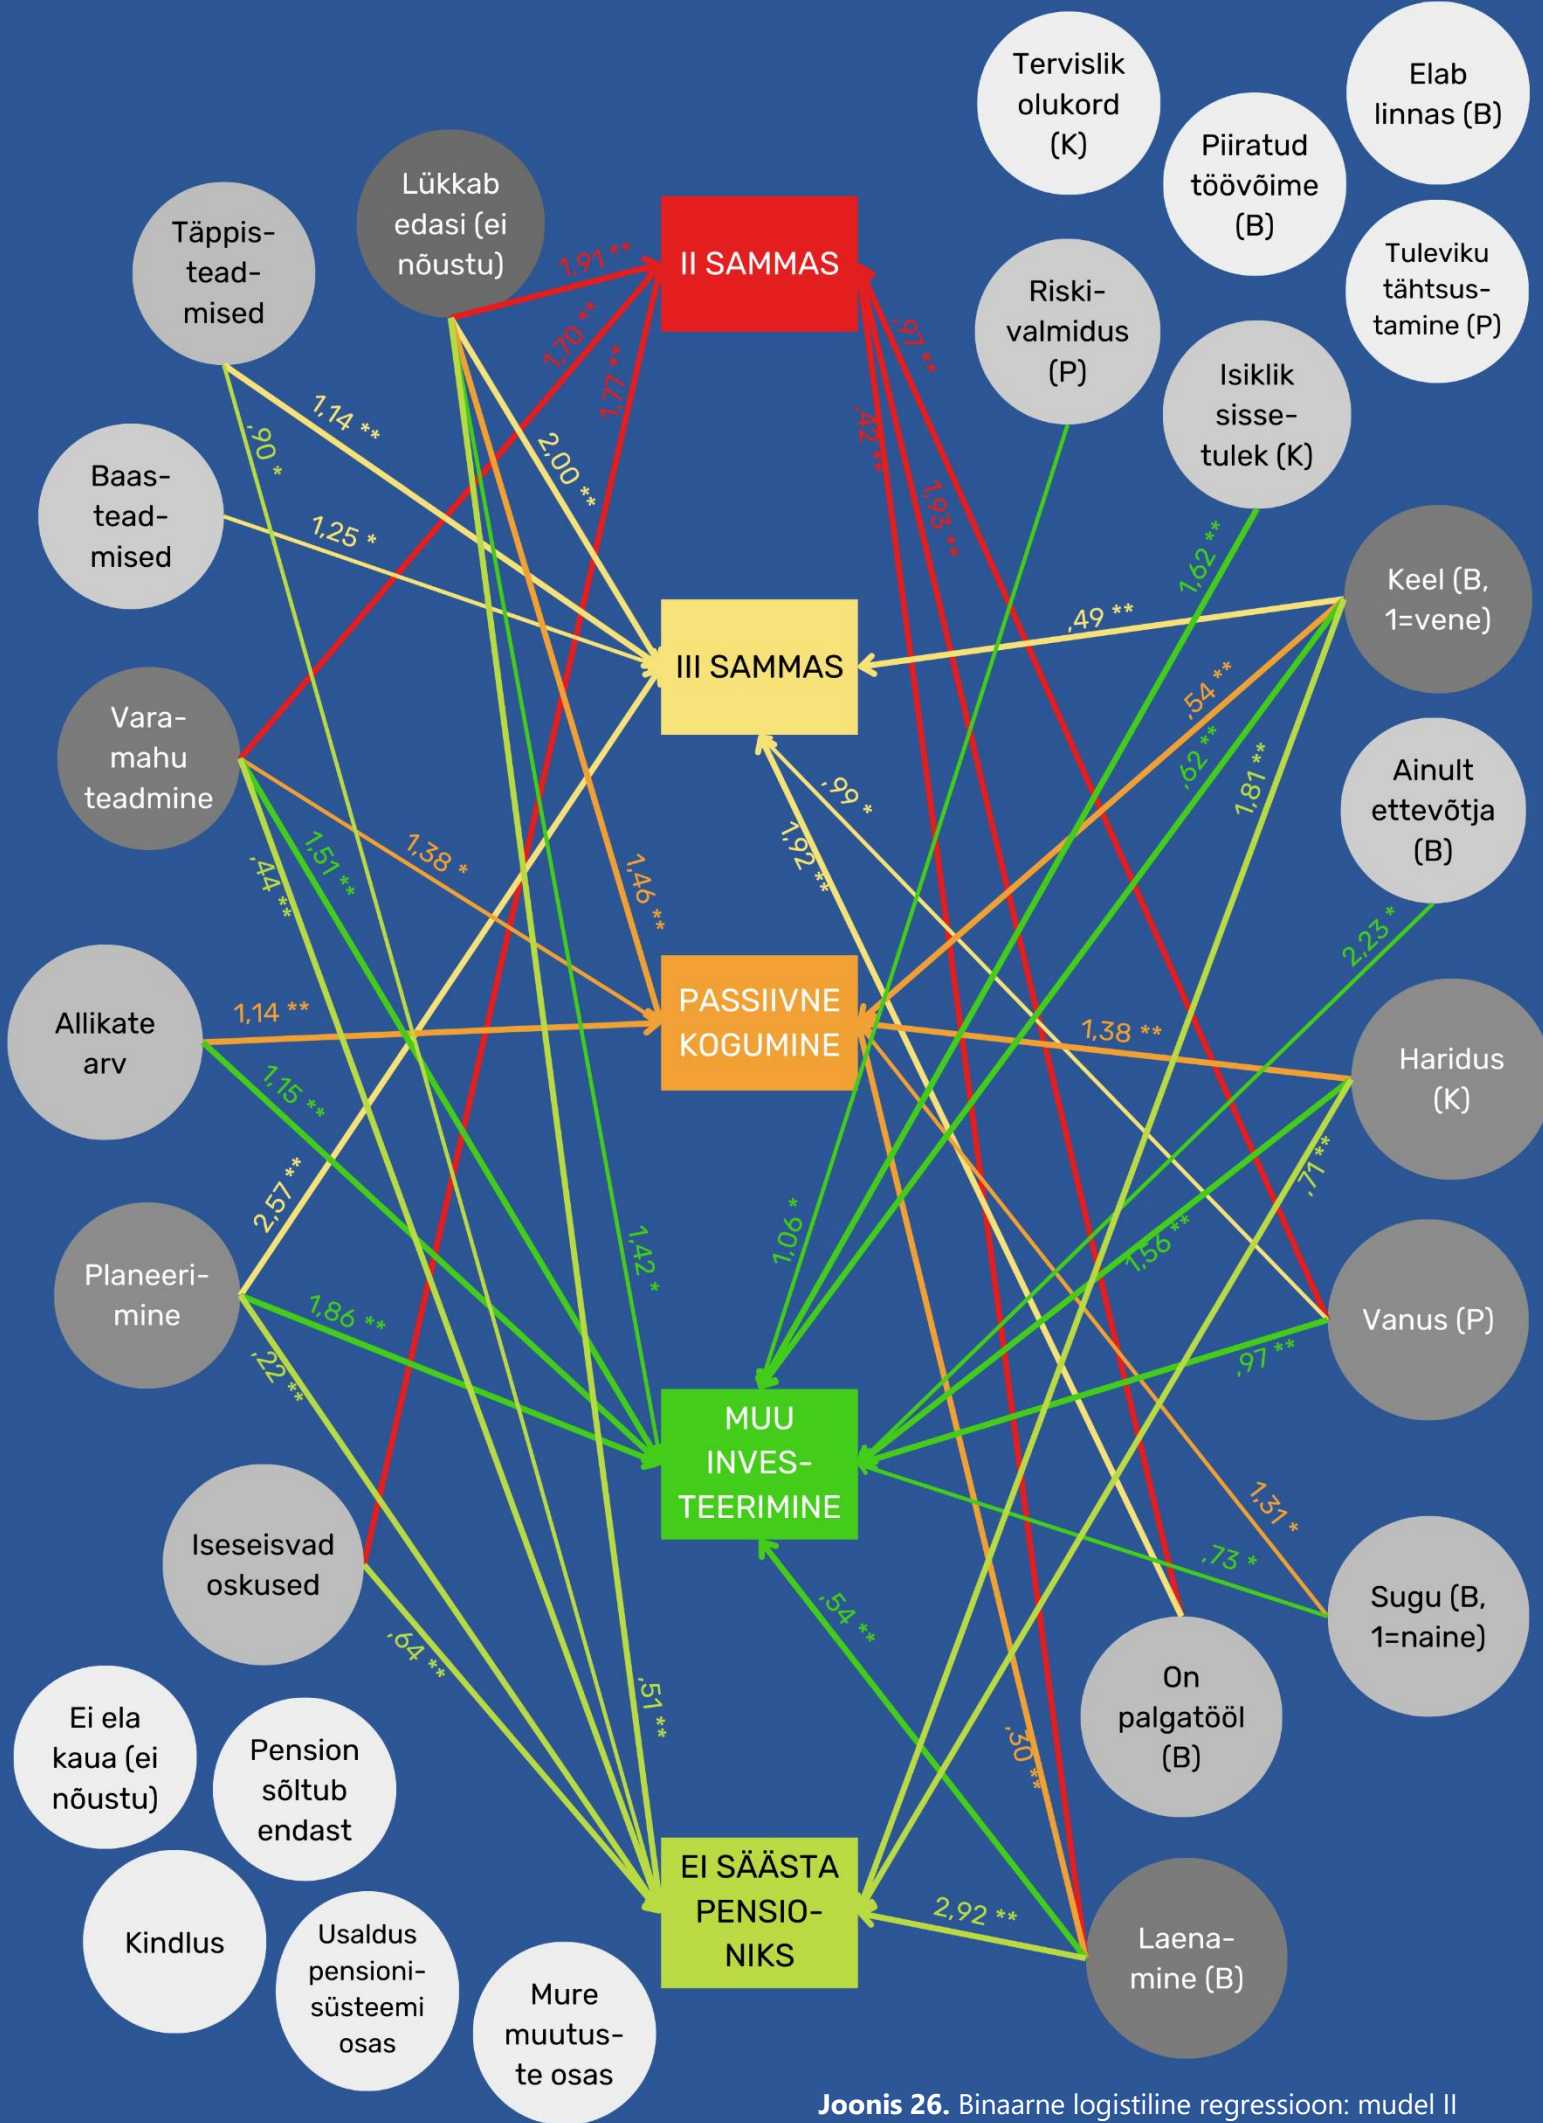 Tervislik
olukord
(K)
Elab
linnas (B)
Piiratud
töövõime
(B)
Lükkab
edasi (ei
nõustu)
Täppis-
tead-
mised
II SAMMAS
Tuleviku
tähtsus-
tamine (P)
Riski-
valmidus
(P)
1,91 **
1,70 **
1,77 **
,97 **
,42 **
1,93 **
Isiklik
sisse-
tulek (K)
1,14 **
,90 *
2,00 **
Baas-
tead-
mised
1,25 *
1,62 **
Keel (B,
1=vene)
,49 **
III SAMMAS
,54 **
,62 **
1,81 **
Vara-
mahu
teadmine
,99 *
1,92 **
Ainult
ettevõtja
(B)
1,38 *
1,51 **
,44 **
1,46 **
2,23 *
Allikate
arv
1,14 **
PASSIIVNE
KOGUMINE
1,38 **
Haridus
(K)
1,15 **
2,57 **
,71 **
1,42 *
1,06 *
1,56 **
Planeeri-
mine
1,86 **
,22 **
Vanus (P)
,97 **
MUU
INVES-
TEERIMINE
1,31 *
,73 *
Iseseisvad
oskused
,64 **
,54 **
Sugu (B,
1=naine)
,51 **
,30 **
On
palgatööl
(B)
Ei ela
kaua (ei
nõustu)
Pension
sõltub
endast
EI SÄÄSTA
PENSIO-
NIKS
2,92 **
Laena-
mine (B)
Kindlus
Usaldus
pensioni-
süsteemi
osas
Mure
muutus-
te osas
Joonis 26. Binaarne logistiline regressioon: mudel II